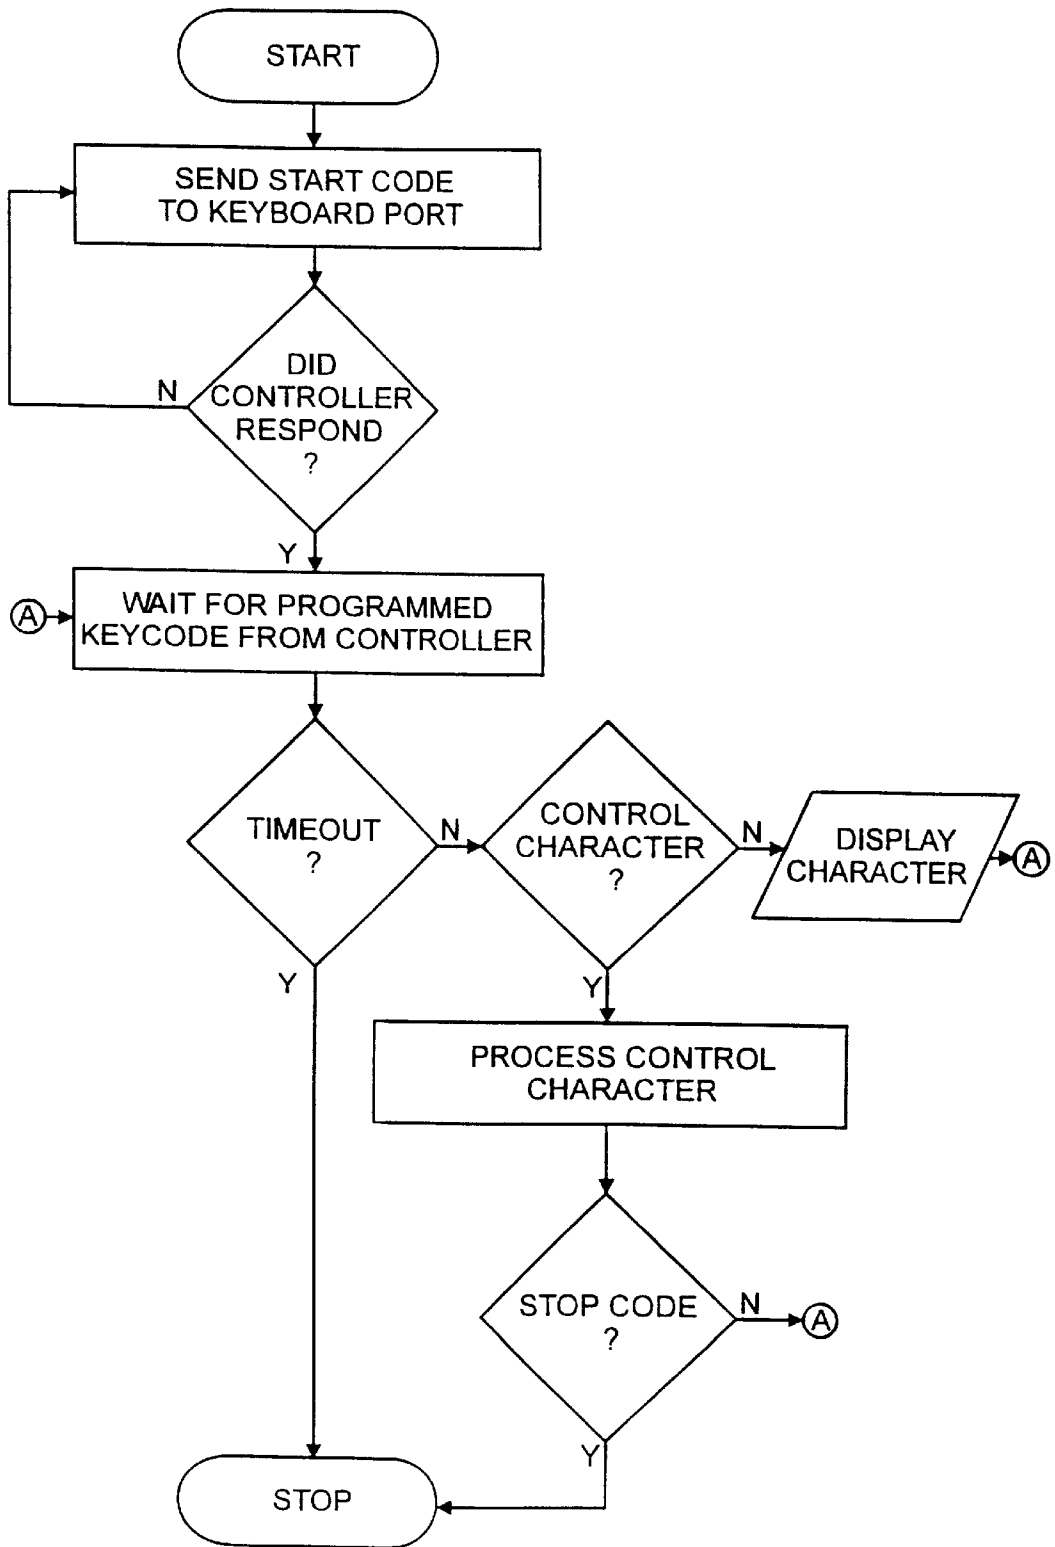 START
SEND START CODE
TO KEYBOARD PORT
DID
CONTROLLER
RESPOND
?
N
Y
A
WAIT FOR PROGRAMMED
KEYCODE FROM CONTROLLER
TIMEOUT
?
N
CONTROL
CHARACTER
?
N
DISPLAY
CHARACTER
A
Y
Y
PROCESS CONTROL
CHARACTER
STOP CODE
?
N
A
Y
STOP